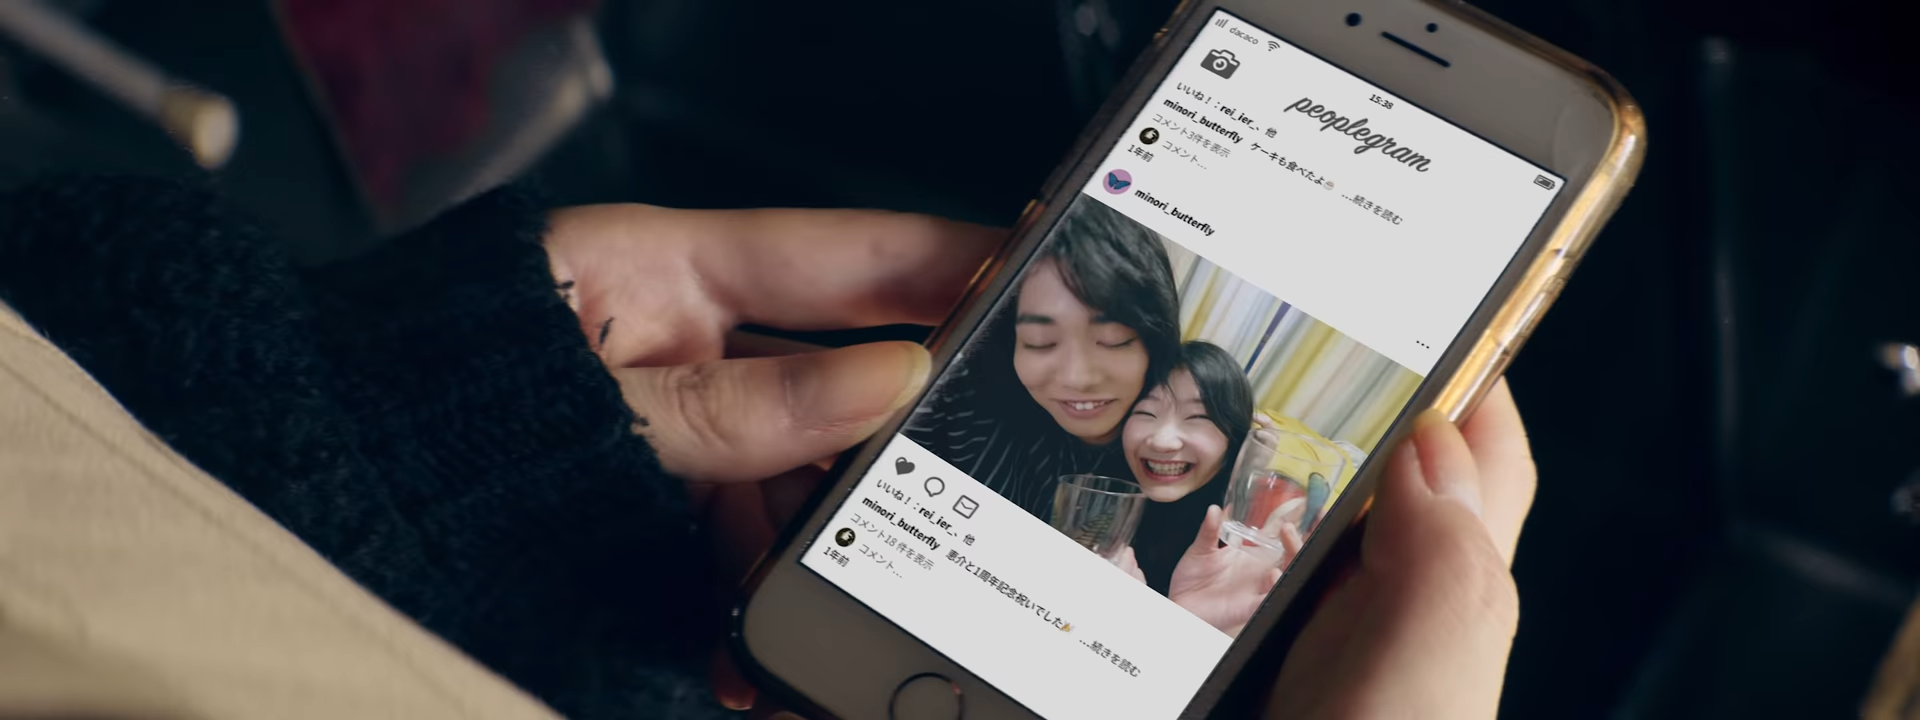 dacaco
15:38
peoplegram
いいね！：rei_ier_、他
minori_butterfly ケーキも食べたよ🎂 …続きを読む
コメント3件を表示
コメント…
1年前
minori_butterfly
…
いいね！：rei_ier_、他
minori_butterfly 恵介と1周年記念祝いでした🎉 …続きを読む
コメント18件を表示
コメント…
1年前